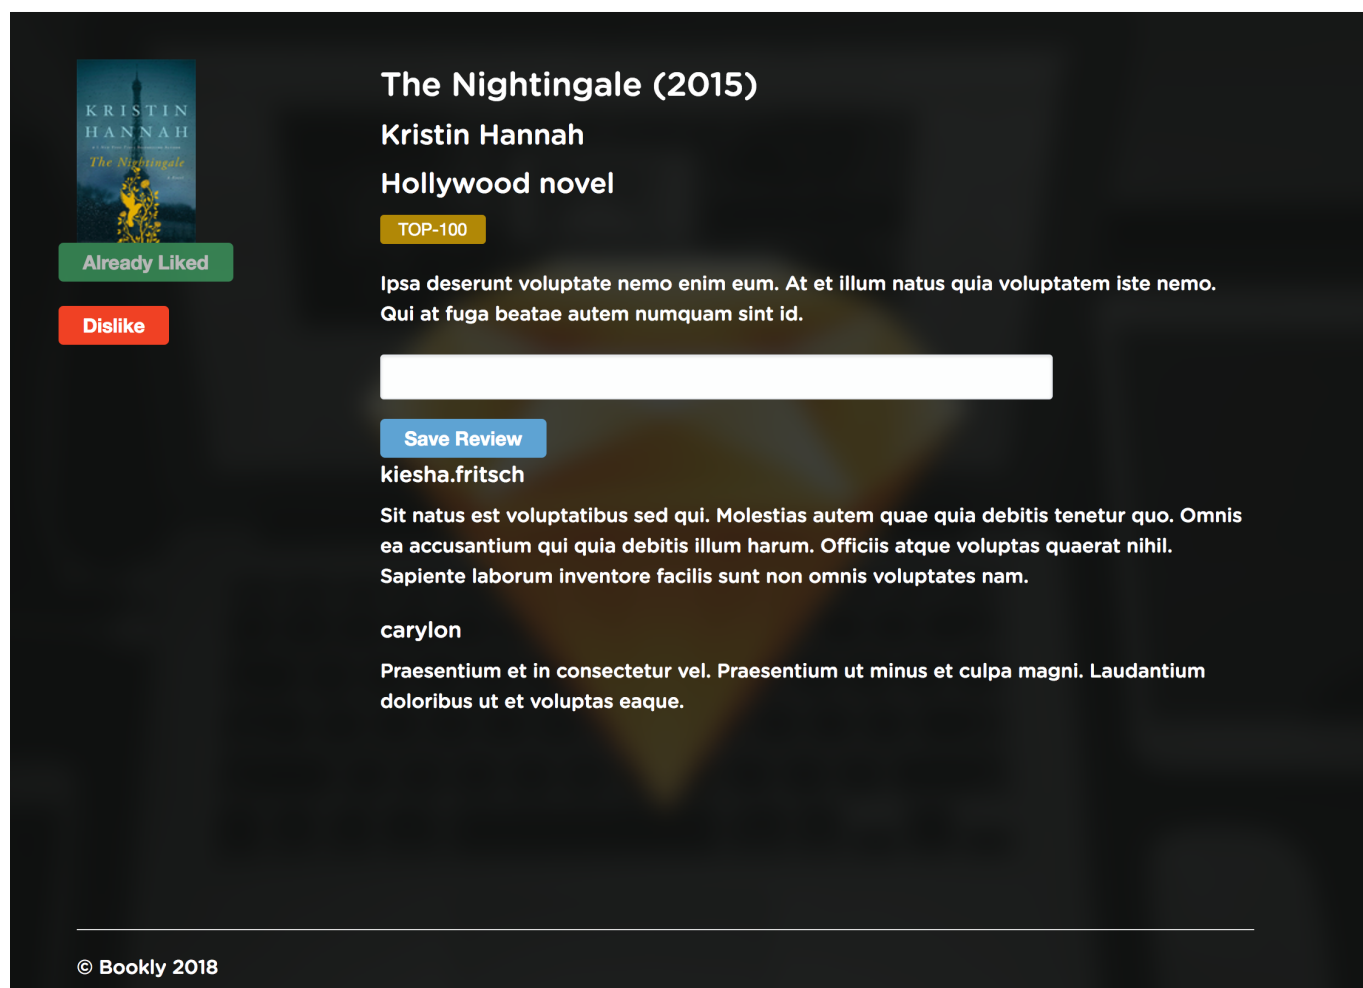 KRISTIN
HANNAH
The Nightingale
The Nightingale (2015)
Kristin Hannah
Hollywood novel
TOP-100
Already Liked
Dislike
Ipsa deserunt voluptate nemo enim eum. At et illum natus quia voluptatem iste nemo.
Qui at fuga beatae autem numquam sint id.
Save Review
kiesha.fritsch
Sit natus est voluptatibus sed qui. Molestias autem quae quia debitis tenetur quo. Omnis
ea accusantium qui quia debitis illum harum. Officiis atque voluptas quaerat nihil.
Sapiente laborum inventore facilis sunt non omnis voluptates nam.
carylon
Praesentium et in consectetur vel. Praesentium ut minus et culpa magni. Laudantium
doloribus ut et voluptas eaque.
© Bookly 2018